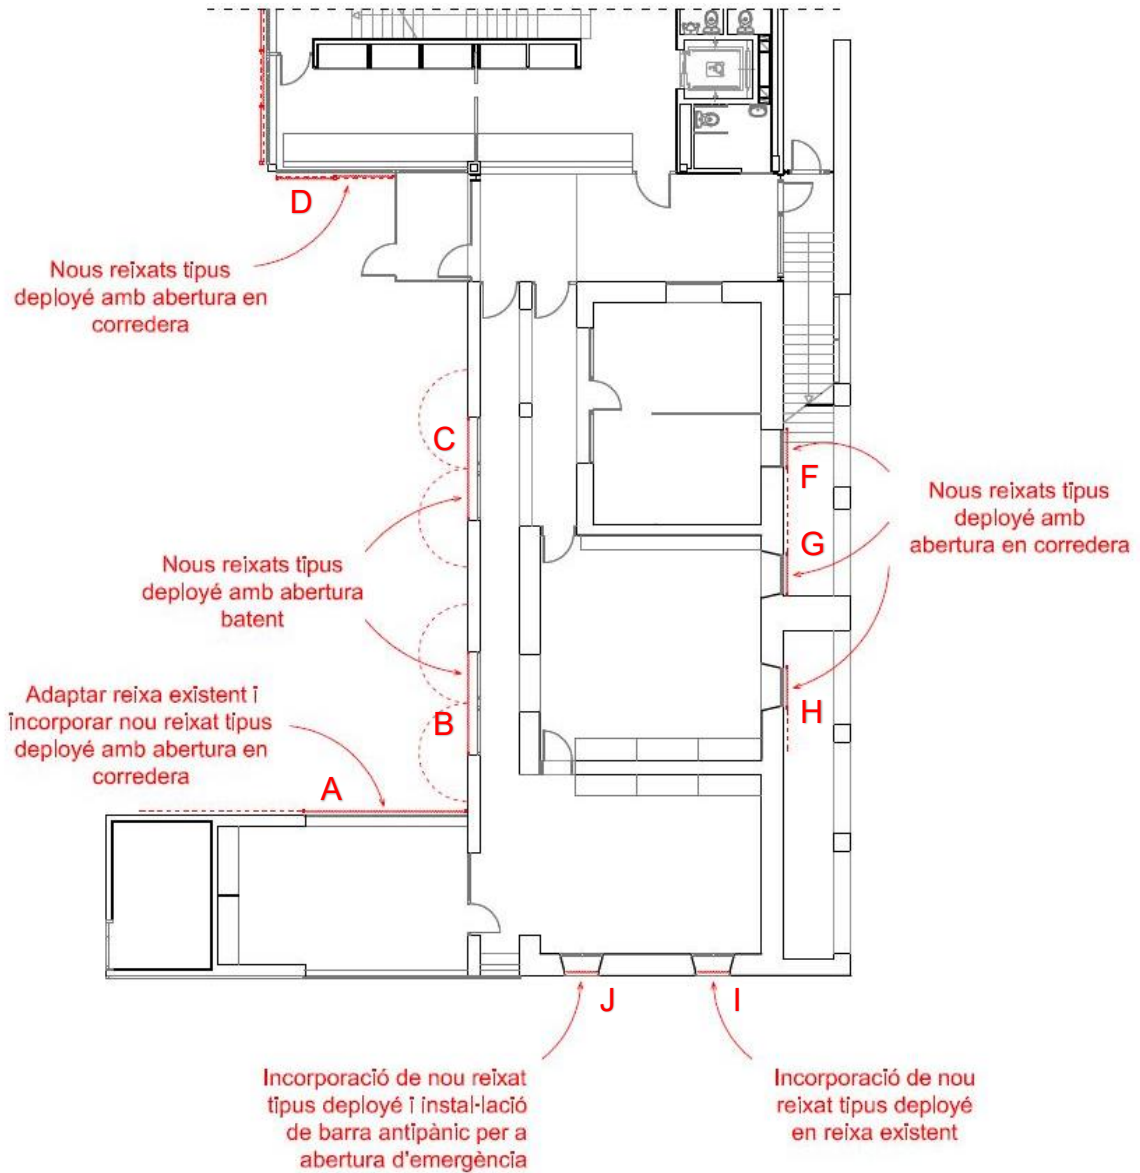 D
Nous reixats tipus
deployé amb abertura en
corredera
C
F
Nous reixats tipus
deployé amb
abertura en corredera
G
Nous reixats tipus
deployé amb abertura
batent
Adaptar reixa existent i
incorporar nou reixat tipus
deployé amb abertura en
corredera
B
H
A
J
I
Incorporació de nou reixat
tipus deployé i instal-lació
de barra antipànic per a
abertura d'emergència
Incorporació de nou
reixat tipus deployé
en reixa existent